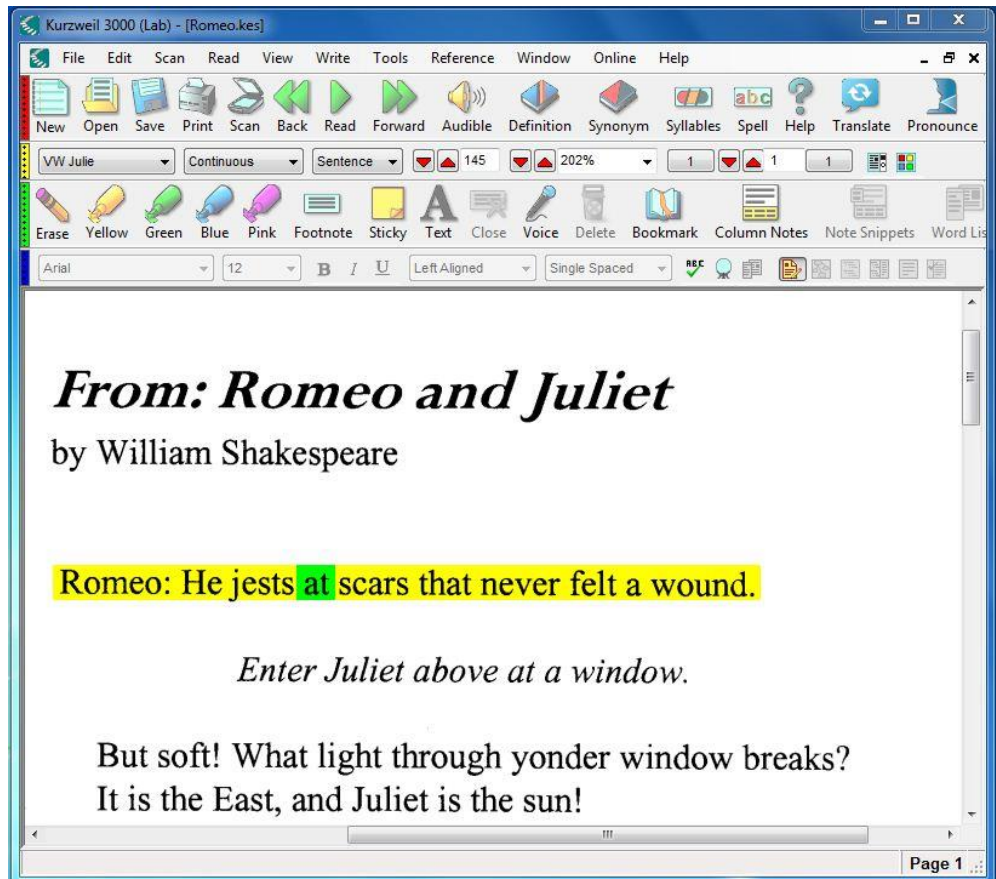 Kurzweil 3000 (Lab) - [Romeo.kes]
File Edit Scan Read View Write Tools Reference Window Online Help
New Open Save Print Scan Back Read Forward Audible Definition Synonym Syllables Spell Help Translate Pronounce
VW Julie Continuous Sentence 145 202% 1 1 1
Erase Yellow Green Blue Pink Footnote Sticky Text Close Voice Delete Bookmark Column Notes Note Snippets Word Lis
Arial 12 B I U Left Aligned Single Spaced ABC
From: Romeo and Juliet
by William Shakespeare
Romeo: He jests at scars that never felt a wound.
Enter Juliet above at a window.
But soft! What light through yonder window breaks?
It is the East, and Juliet is the sun!
Page 1